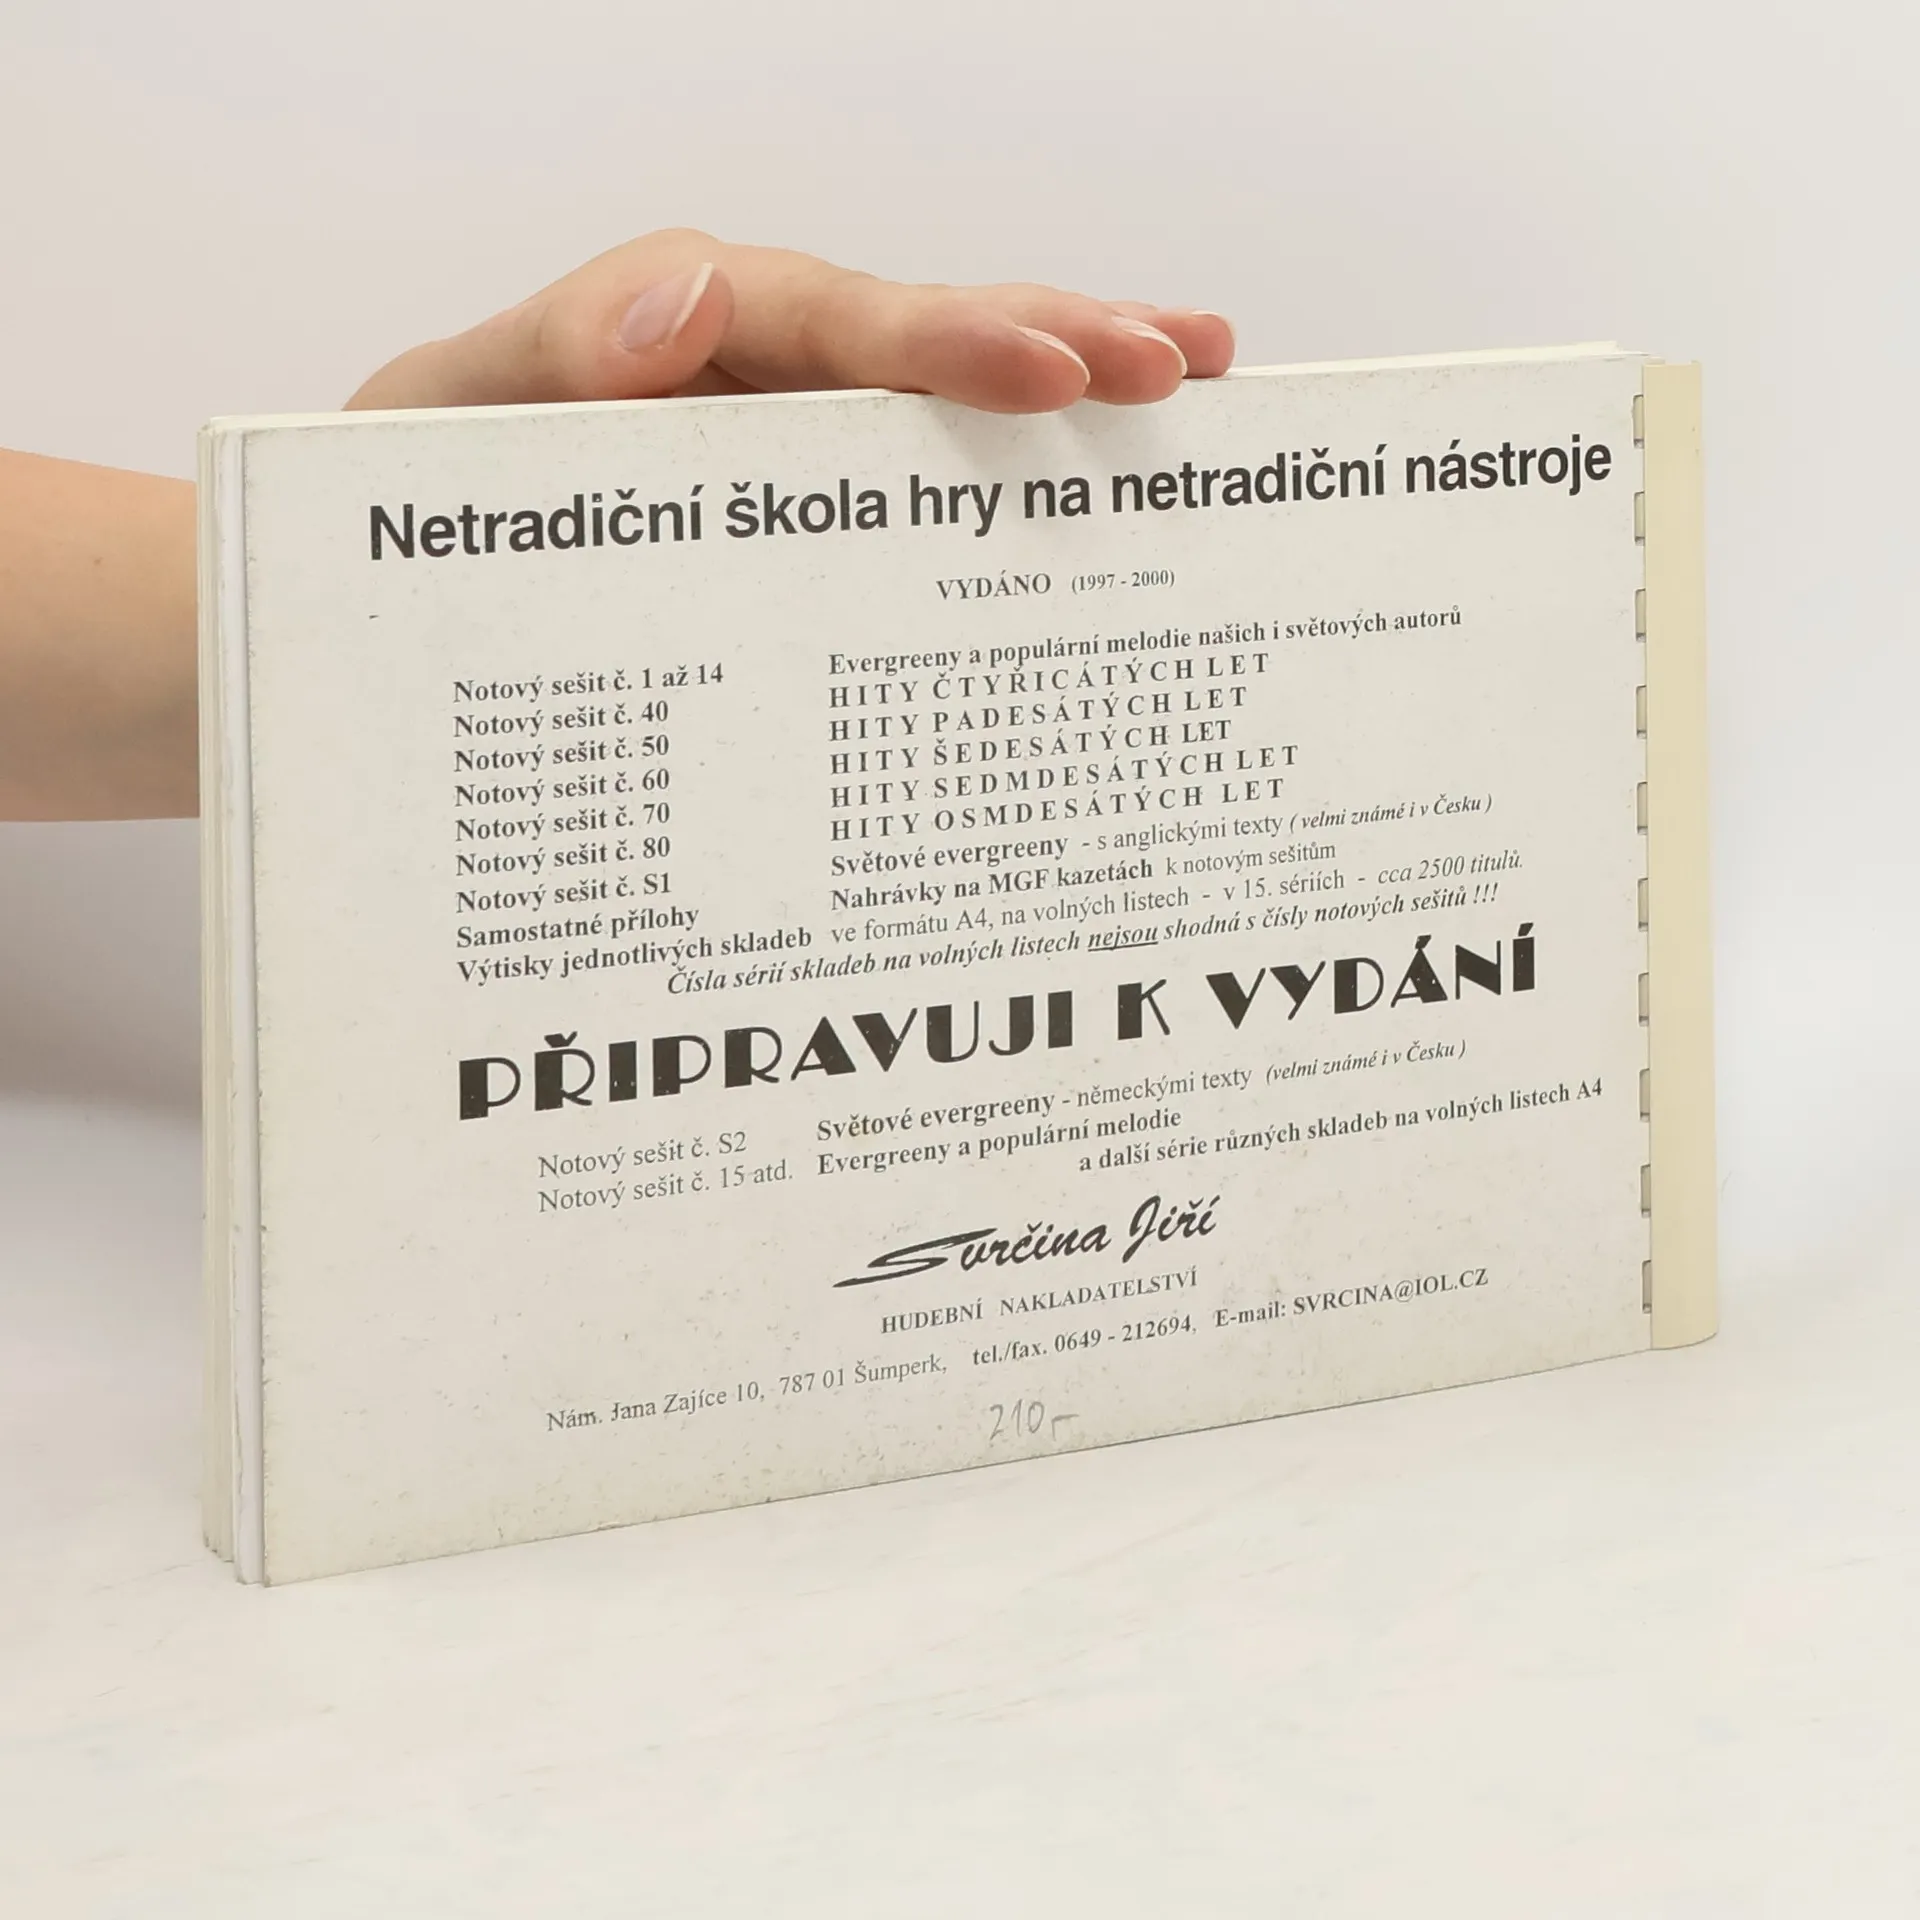 Netradiční škola hry na netradiční nástroje
VYDÁNO (1997 - 2000)
Notový sešit č. 1 až 14 Evergreeny a populární melodie našich i světových autorů
Notový sešit č. 40 HITY ČTYŘICÁTÝCH LET
Notový sešit č. 50 HITY PADESÁTÝCH LET
Notový sešit č. 60 HITY ŠEDESÁTÝCH LET
Notový sešit č. 70 HITY SEDMDESÁTÝCH LET
Notový sešit č. 80 HITY OSMDESÁTÝCH LET
Notový sešit č. S1 Světové evergreeny - s anglickými texty ( velmi známé i v Česku )
Samostatné přílohy Nahrávky na MGF kazetách k notovým sešitům
Výtisky jednotlivých skladeb ve formátu A4, na volných listech - v 15. sériích - cca 2500 titulů.
Čísla sérií skladeb na volných listech nejsou shodná s čísly notových sešitů !!!
PŘIPRAVUJI K VYDÁNÍ
Notový sešit č. S2 Světové evergreeny - německými texty (velmi známé i v Česku )
Notový sešit č. 15 atd. Evergreeny a populární melodie
a další série různých skladeb na volných listech A4
Svrčina Jiří
HUDEBNÍ NAKLADATELSTVÍ
Nám. Jana Zajíce 10, 787 01 Šumperk, tel./fax. 0649 - 212694, E-mail: SVRCINA@IOL.CZ
210,-